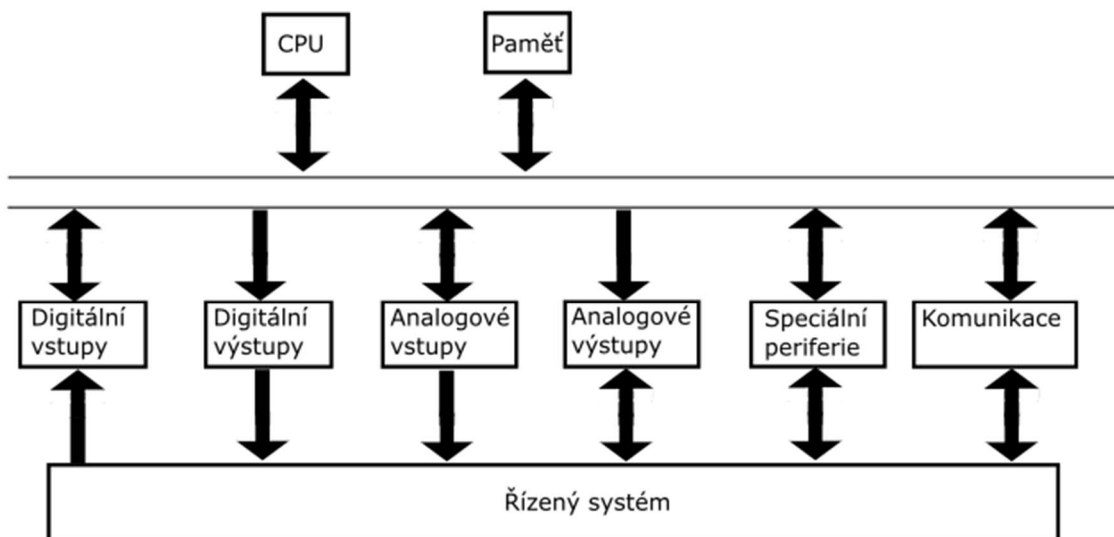 CPU
Paměť
Digitální
vstupy
Digitální
výstupy
Analogové
vstupy
Analogové
výstupy
Speciální
periferie
Komunikace
Řízený systém